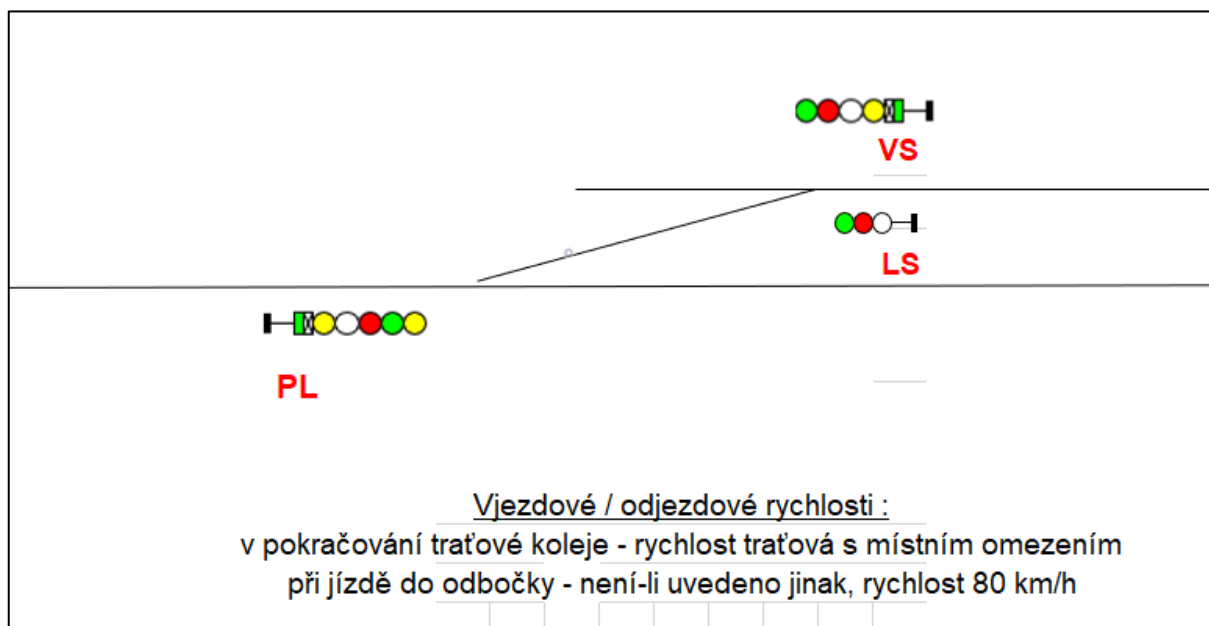 VS
LS
PL
Vjezdové / odjezdové rychlosti :
v pokračování traťové koleje - rychlost traťová s místním omezením
při jízdě do odbočky - není-li uvedeno jinak, rychlost 80 km/h